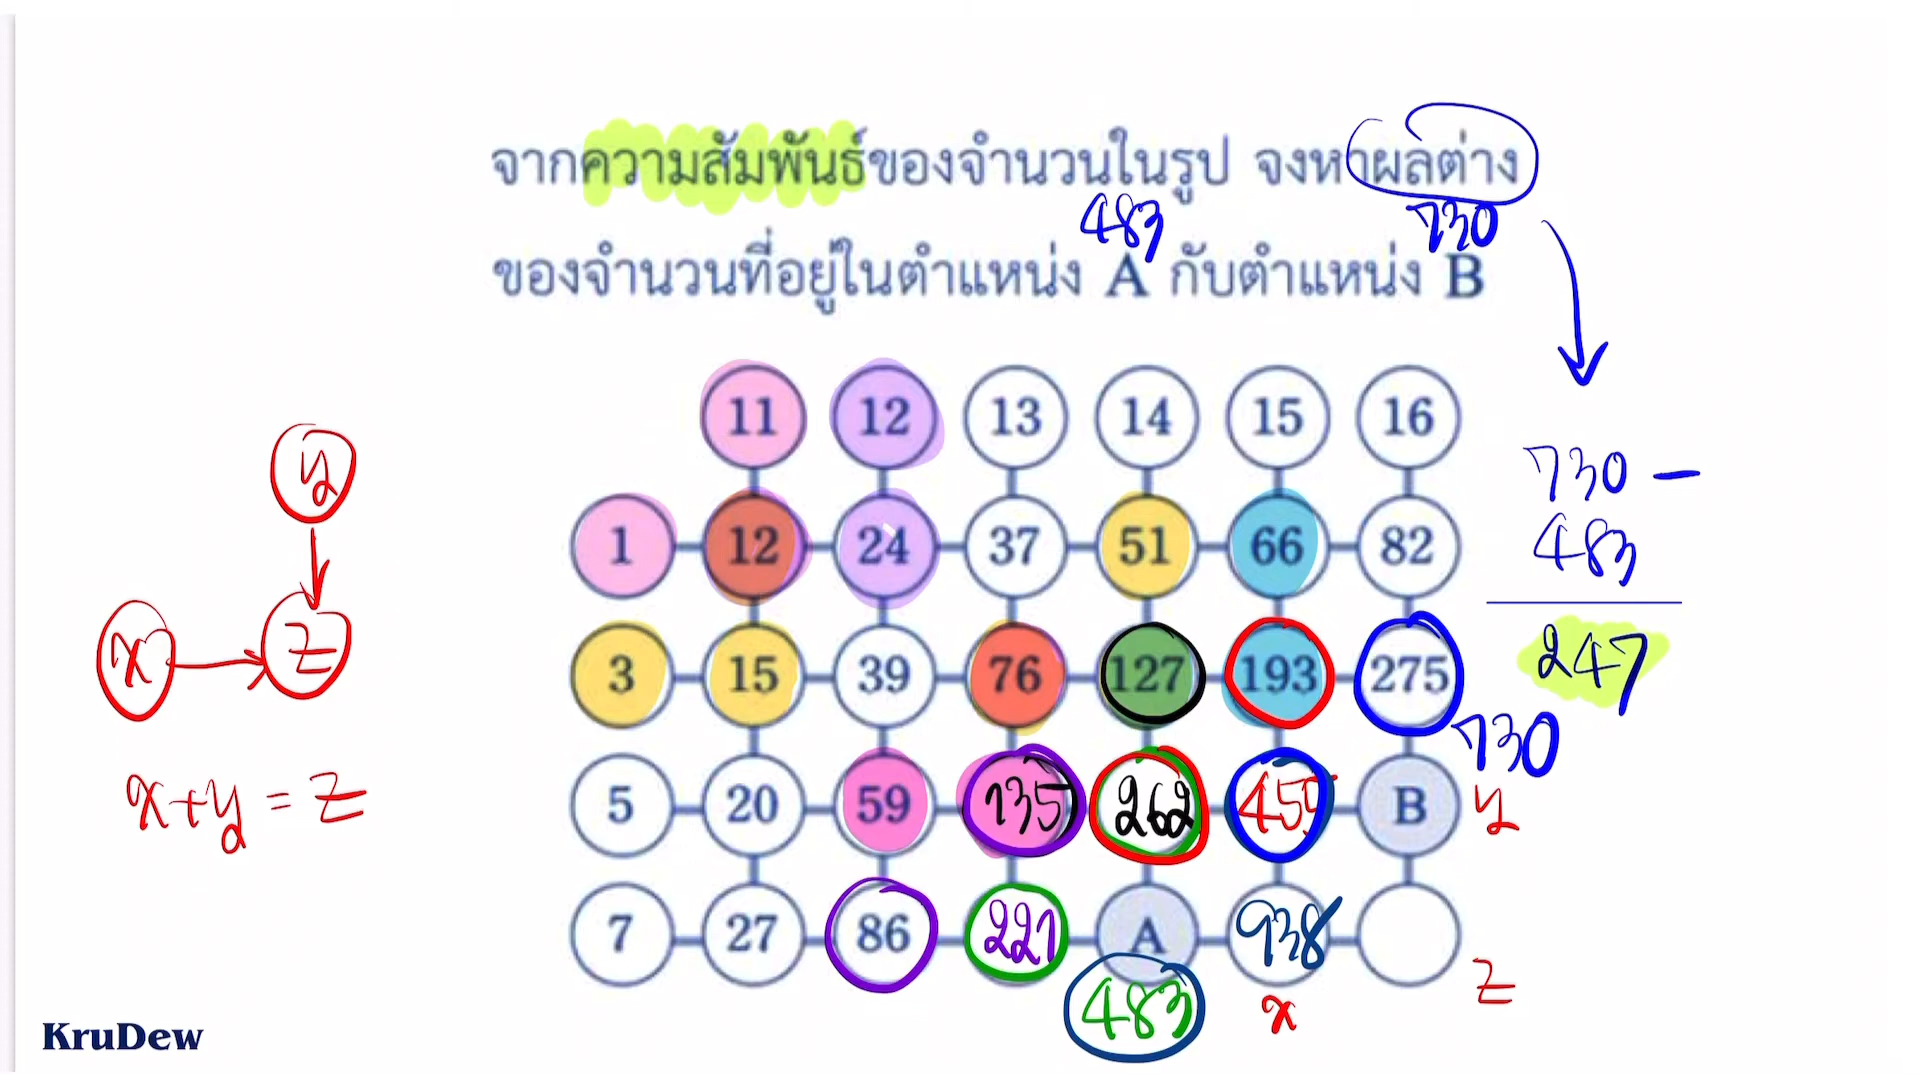 จากความสัมพันธ์ของจำนวนในรูป จงหาผลต่าง
483 730
ของจำนวนที่อยู่ในตำแหน่ง A กับตำแหน่ง B
11 12 13 14 15 16
y
730 -
1 12 24 37 51 66 82
483
x z
3 15 39 76 127 193 275
247
730
x+y = z
5 20 59 135 262 455 B y
7 27 86 221 A 938
z
483 x
KruDew